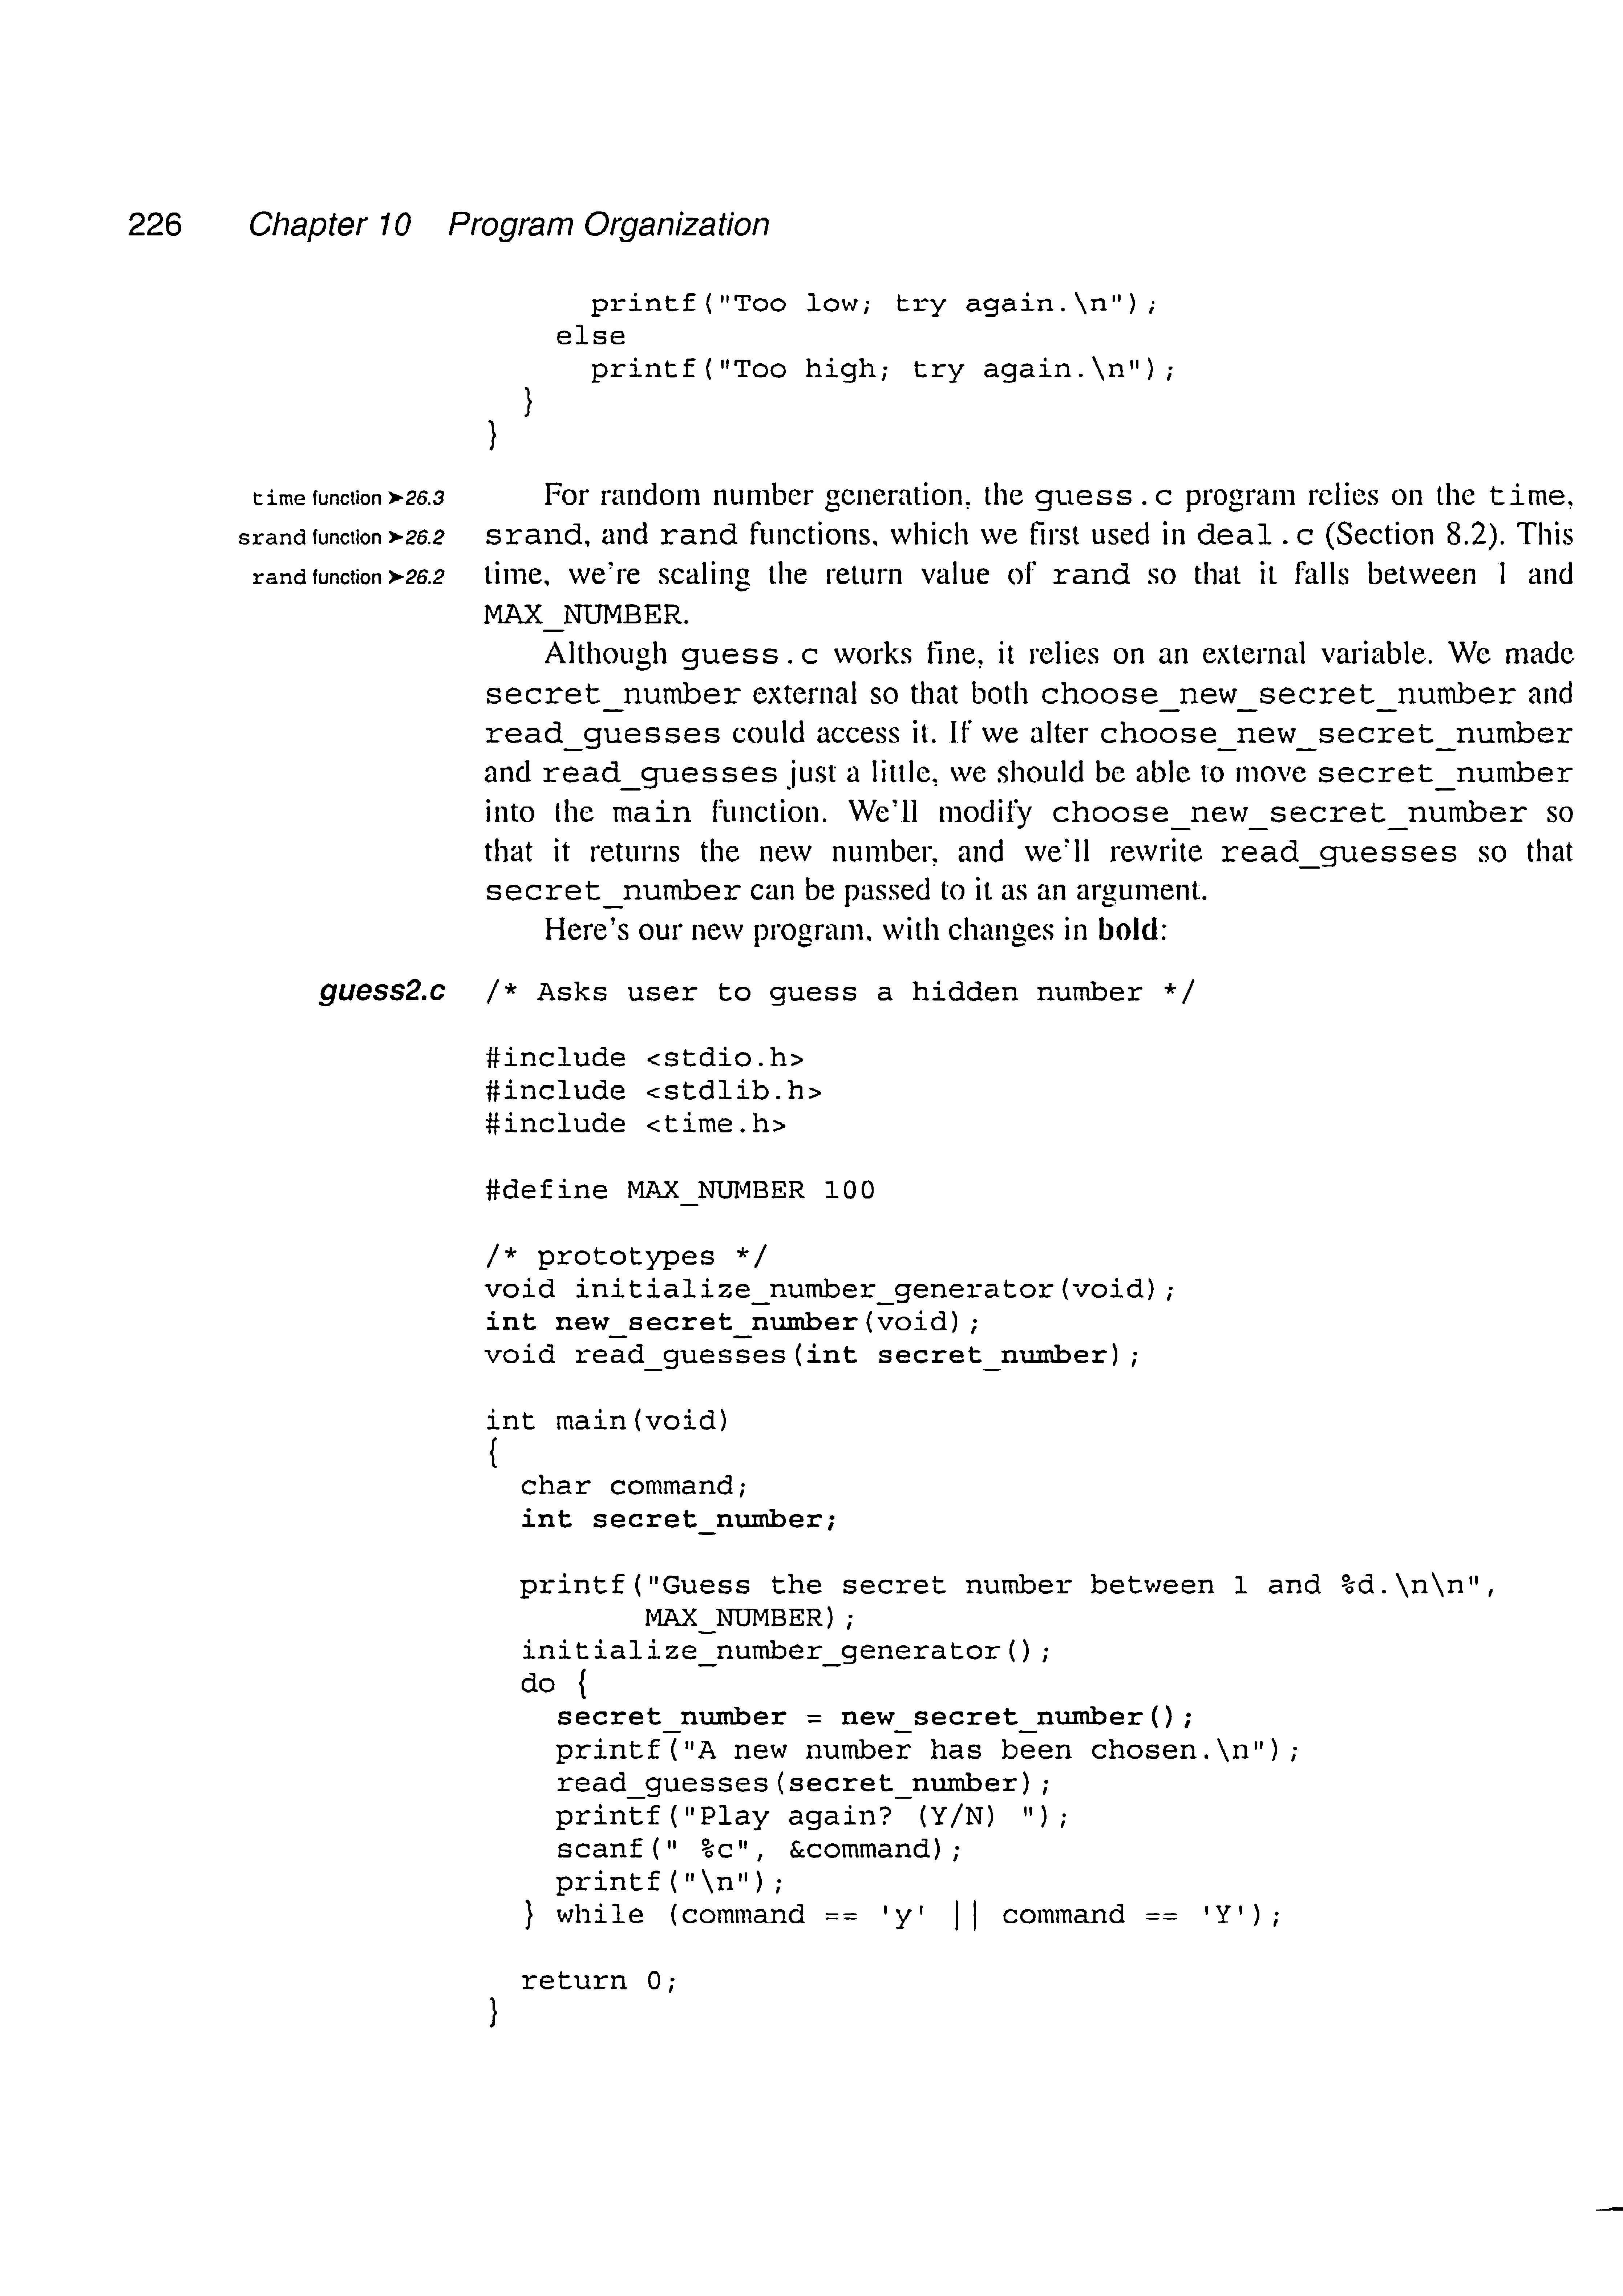 226 Chapter 10 Program Organization
printf("Too low; try again.\n");
else
printf("Too high; try again.\n");
}
}
time function ➤26.3
srand function ➤26.2
rand function ➤26.2
For random number generation, the guess.c program relies on the time,
srand, and rand functions, which we first used in deal.c (Section 8.2). This
time, we're scaling the return value of rand so that it falls between 1 and
MAX_NUMBER.
Although guess.c works fine, it relies on an external variable. We made
secret_number external so that both choose_new_secret_number and
read_guesses could access it. If we alter choose_new_secret_number
and read_guesses just a little, we should be able to move secret_number
into the main function. We'll modify choose_new_secret_number so
that it returns the new number, and we'll rewrite read_guesses so that
secret_number can be passed to it as an argument.
Here's our new program, with changes in bold:
guess2.c /* Asks user to guess a hidden number */
#include <stdio.h>
#include <stdlib.h>
#include <time.h>
#define MAX_NUMBER 100
/* prototypes */
void initialize_number_generator(void);
int new_secret_number(void);
void read_guesses(int secret_number);
int main(void)
{
char command;
int secret_number;
printf("Guess the secret number between 1 and %d.\n\n",
MAX_NUMBER);
initialize_number_generator();
do {
secret_number = new_secret_number();
printf("A new number has been chosen.\n");
read_guesses(secret_number);
printf("Play again? (Y/N) ");
scanf(" %c", &command);
printf("\n");
} while (command == 'y' || command == 'Y');
return 0;
}